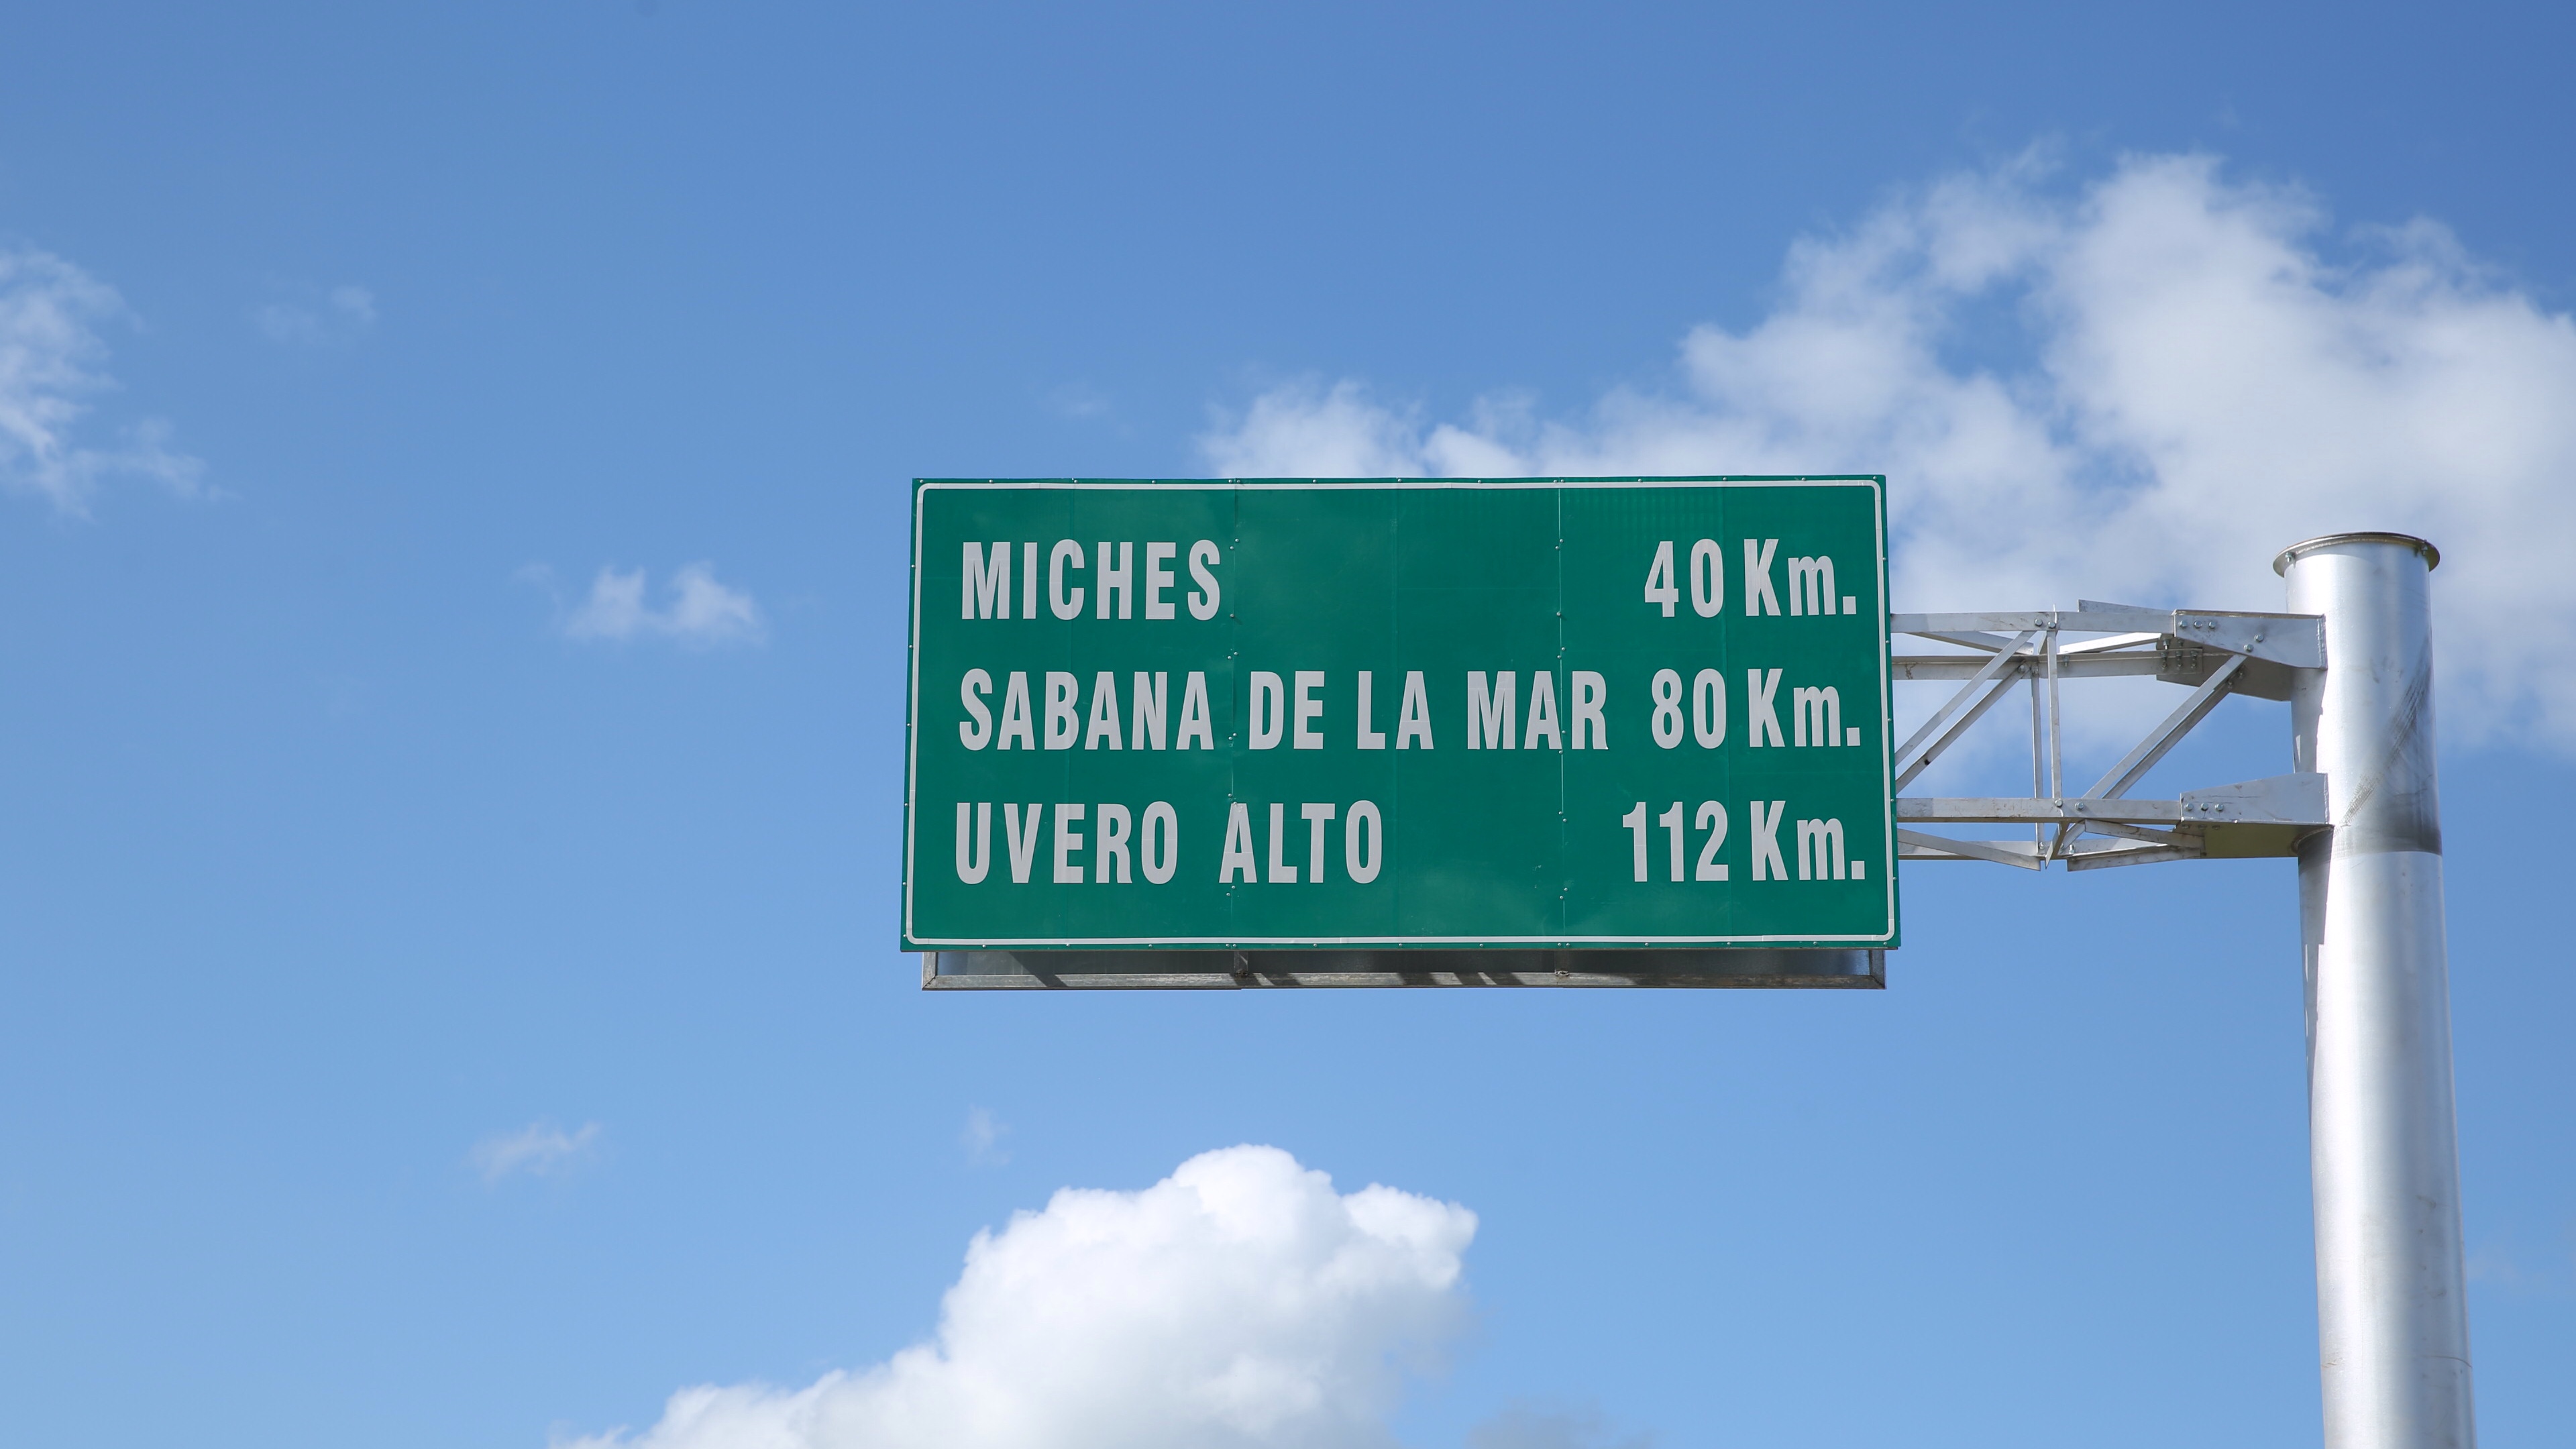 MICHES 40 Km.
SABANA DE LA MAR 80 Km.
UVERO ALTO 112 Km.